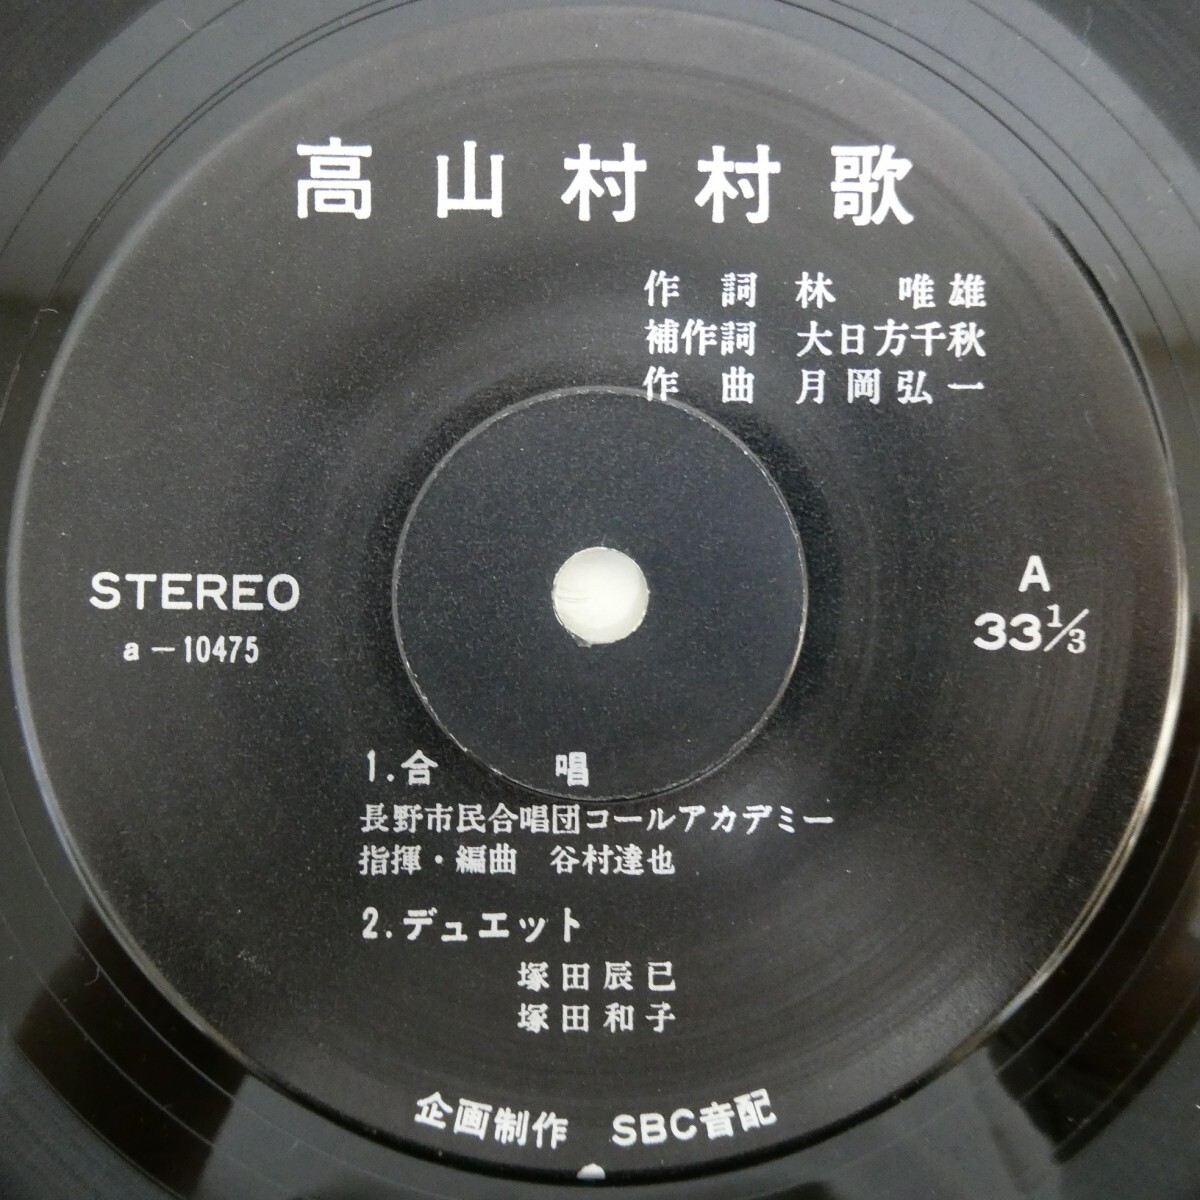 高山村村歌
作詞 林唯雄
補作詞 大日方千秋
作曲 月岡弘一
STEREO
a-10475
A
33⅓
1.合唱
長野市民合唱団コールアカデミー
指揮・編曲 谷村達也
2.デュエット
塚田辰巳
塚田和子
企画制作 SBC音配